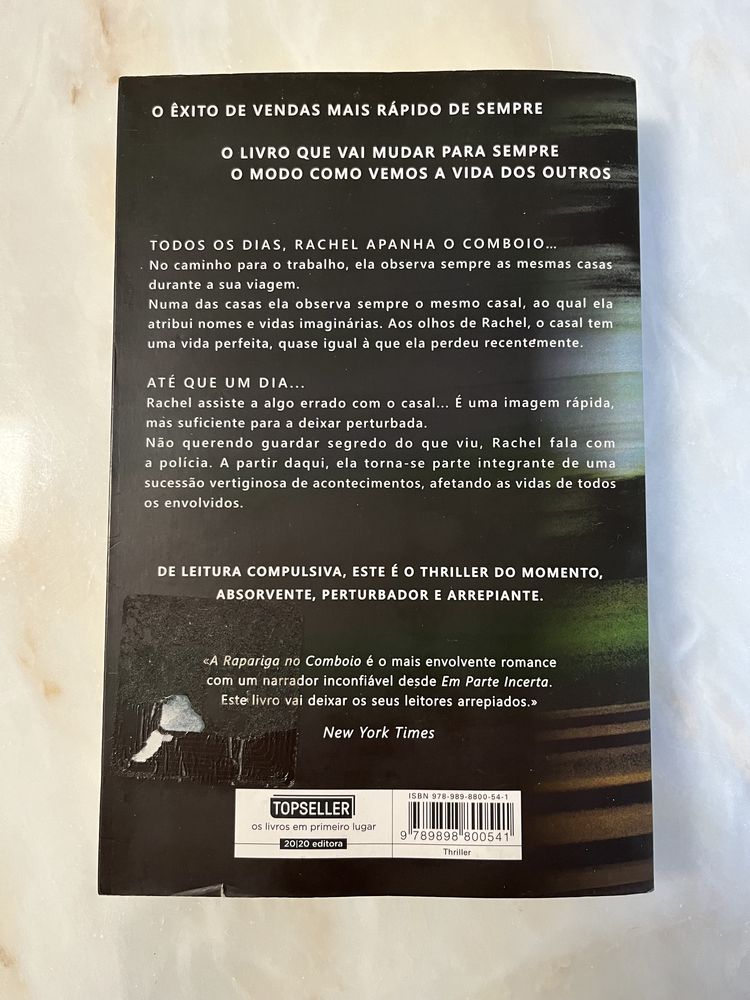 O ÊXITO DE VENDAS MAIS RÁPIDO DE SEMPRE
O LIVRO QUE VAI MUDAR PARA SEMPRE
O MODO COMO VEMOS A VIDA DOS OUTROS
TODOS OS DIAS, RACHEL APANHA O COMBOIO...
No caminho para o trabalho, ela observa sempre as mesmas casas
durante a sua viagem.
Numa das casas ela observa sempre o mesmo casal, ao qual ela
atribui nomes e vidas imaginárias. Aos olhos de Rachel, o casal tem
uma vida perfeita, quase igual à que ela perdeu recentemente.
ATÉ QUE UM DIA...
Rachel assiste a algo errado com o casal... É uma imagem rápida,
mas suficiente para a deixar perturbada.
Não querendo guardar segredo do que viu, Rachel fala com
a polícia. A partir daqui, ela torna-se parte integrante de uma
sucessão vertiginosa de acontecimentos, afetando as vidas de todos
os envolvidos.
DE LEITURA COMPULSIVA, ESTE É O THRILLER DO MOMENTO,
ABSORVENTE, PERTURBADOR E ARREPIANTE.
«A Rapariga no Comboio é o mais envolvente romance
com um narrador inconfiável desde Em Parte Incerta.
Este livro vai deixar os seus leitores arrepiados.»
New York Times
TOPSELLER
os livros em primeiro lugar
20|20 editora
ISBN 978-989-8800-54-1
9 789898 800541
Thriller